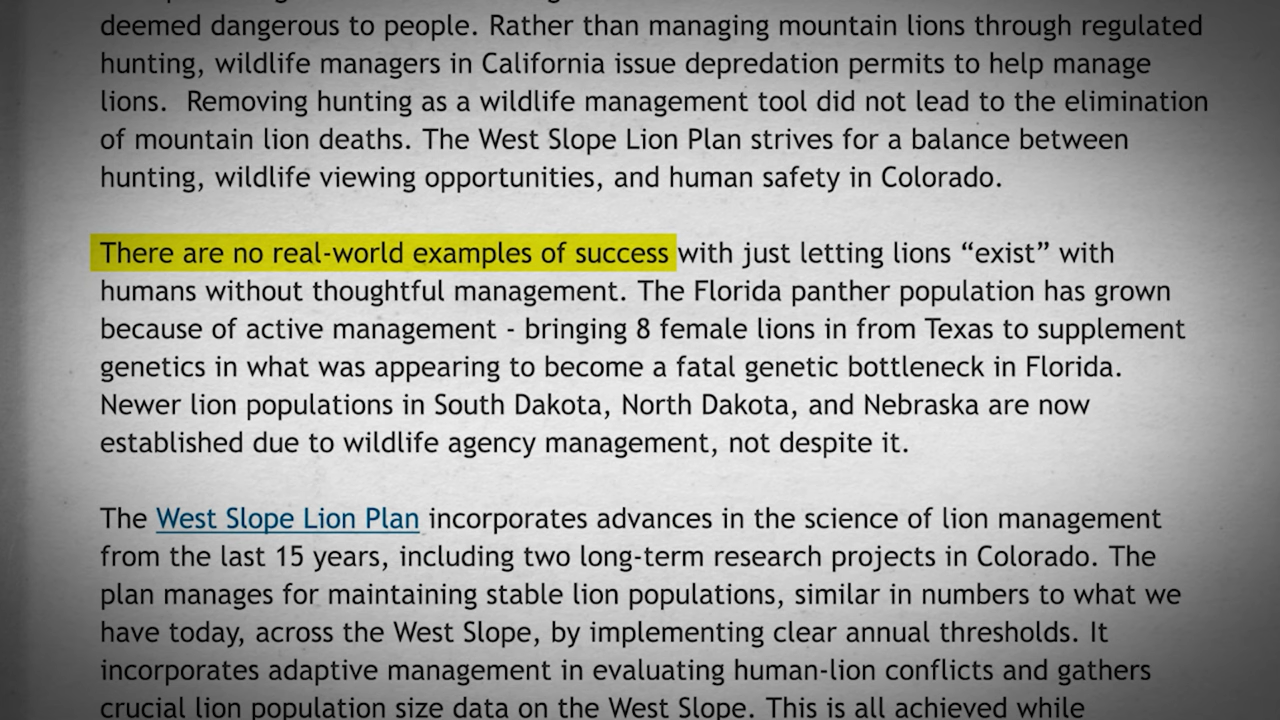 deemed dangerous to people. Rather than managing mountain lions through regulated
hunting, wildlife managers in California issue depredation permits to help manage
lions.  Removing hunting as a wildlife management tool did not lead to the elimination
of mountain lion deaths. The West Slope Lion Plan strives for a balance between
hunting, wildlife viewing opportunities, and human safety in Colorado.
There are no real-world examples of success with just letting lions “exist” with
humans without thoughtful management. The Florida panther population has grown
because of active management - bringing 8 female lions in from Texas to supplement
genetics in what was appearing to become a fatal genetic bottleneck in Florida.
Newer lion populations in South Dakota, North Dakota, and Nebraska are now
established due to wildlife agency management, not despite it.
The West Slope Lion Plan incorporates advances in the science of lion management
from the last 15 years, including two long-term research projects in Colorado. The
plan manages for maintaining stable lion populations, similar in numbers to what we
have today, across the West Slope, by implementing clear annual thresholds. It
incorporates adaptive management in evaluating human-lion conflicts and gathers
crucial lion population size data on the West Slope. This is all achieved while